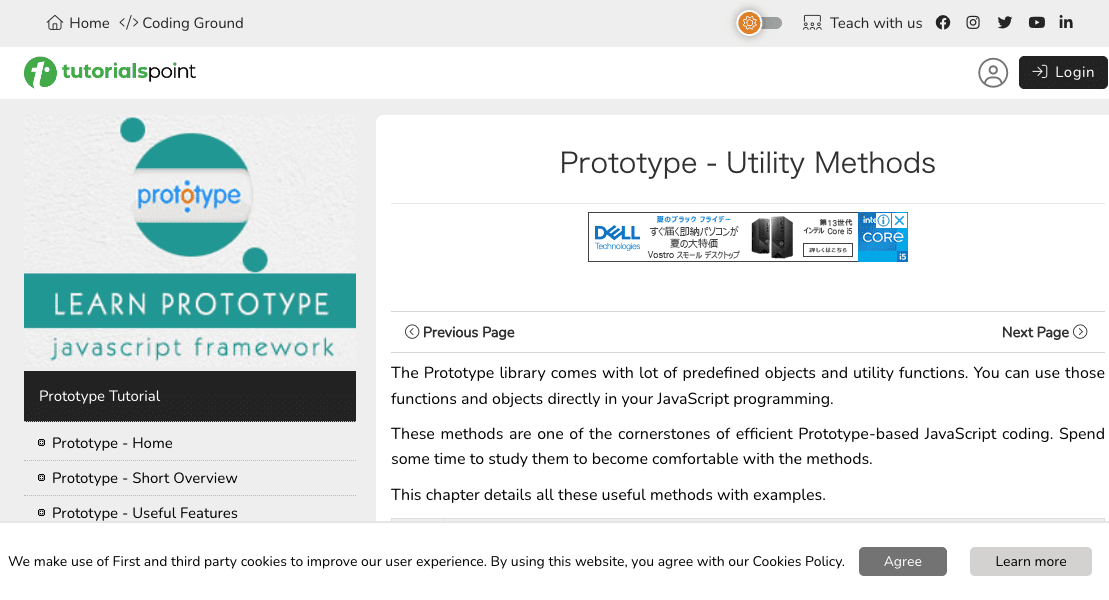 Home </> Coding Ground
Teach with us
tutorialspoint
Login
prototype
LEARN PROTOTYPE
javascript framework
Prototype Tutorial
Prototype - Home
Prototype - Short Overview
Prototype - Useful Features
Prototype - Utility Methods
DELL
Technologies
夏のブラック フライデー
すぐ届く即納パソコンが
夏の大特価
Vostro スモール デスクトップ
第13世代
インテル Core i5
詳しくはこちら
CORE
i5
Previous Page
Next Page
The Prototype library comes with lot of predefined objects and utility functions. You can use those
functions and objects directly in your JavaScript programming.
These methods are one of the cornerstones of efficient Prototype-based JavaScript coding. Spend
some time to study them to become comfortable with the methods.
This chapter details all these useful methods with examples.
We make use of First and third party cookies to improve our user experience. By using this website, you agree with our Cookies Policy.
Agree
Learn more